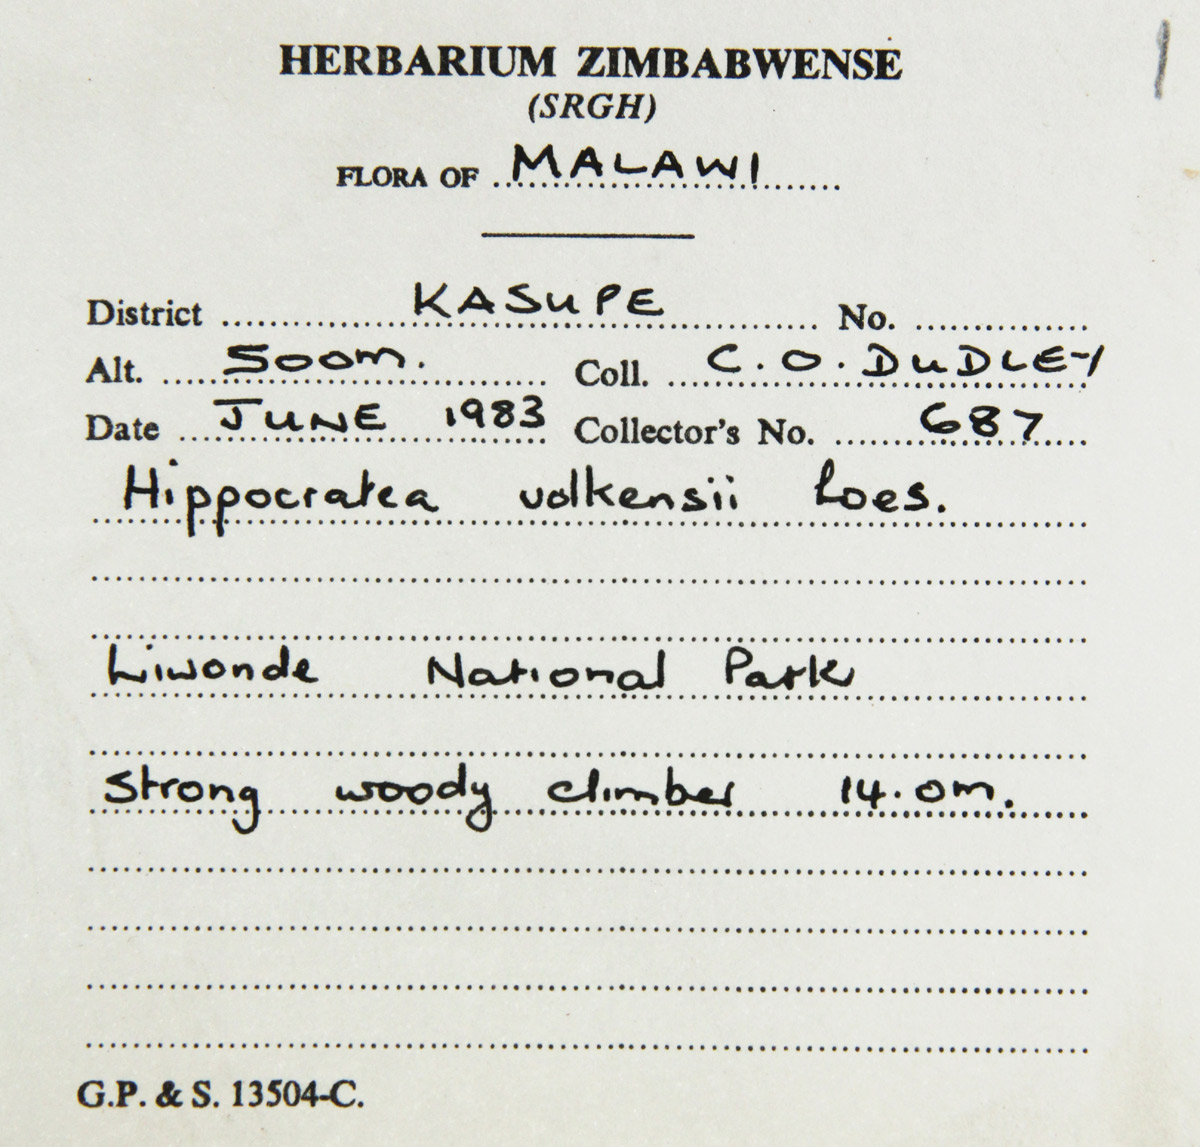 HERBARIUM ZIMBABWENSE
(SRGH)
FLORA OF MALAWI
District KASUPE No.
Alt. 500m. Coll. C. O. DUDLEY
Date JUNE 1983 Collector's No. 687
Hippocratea volkensii Loes.
Liwonde National Park
Strong woody climber 14.0m.
G.P. & S. 13504-C.